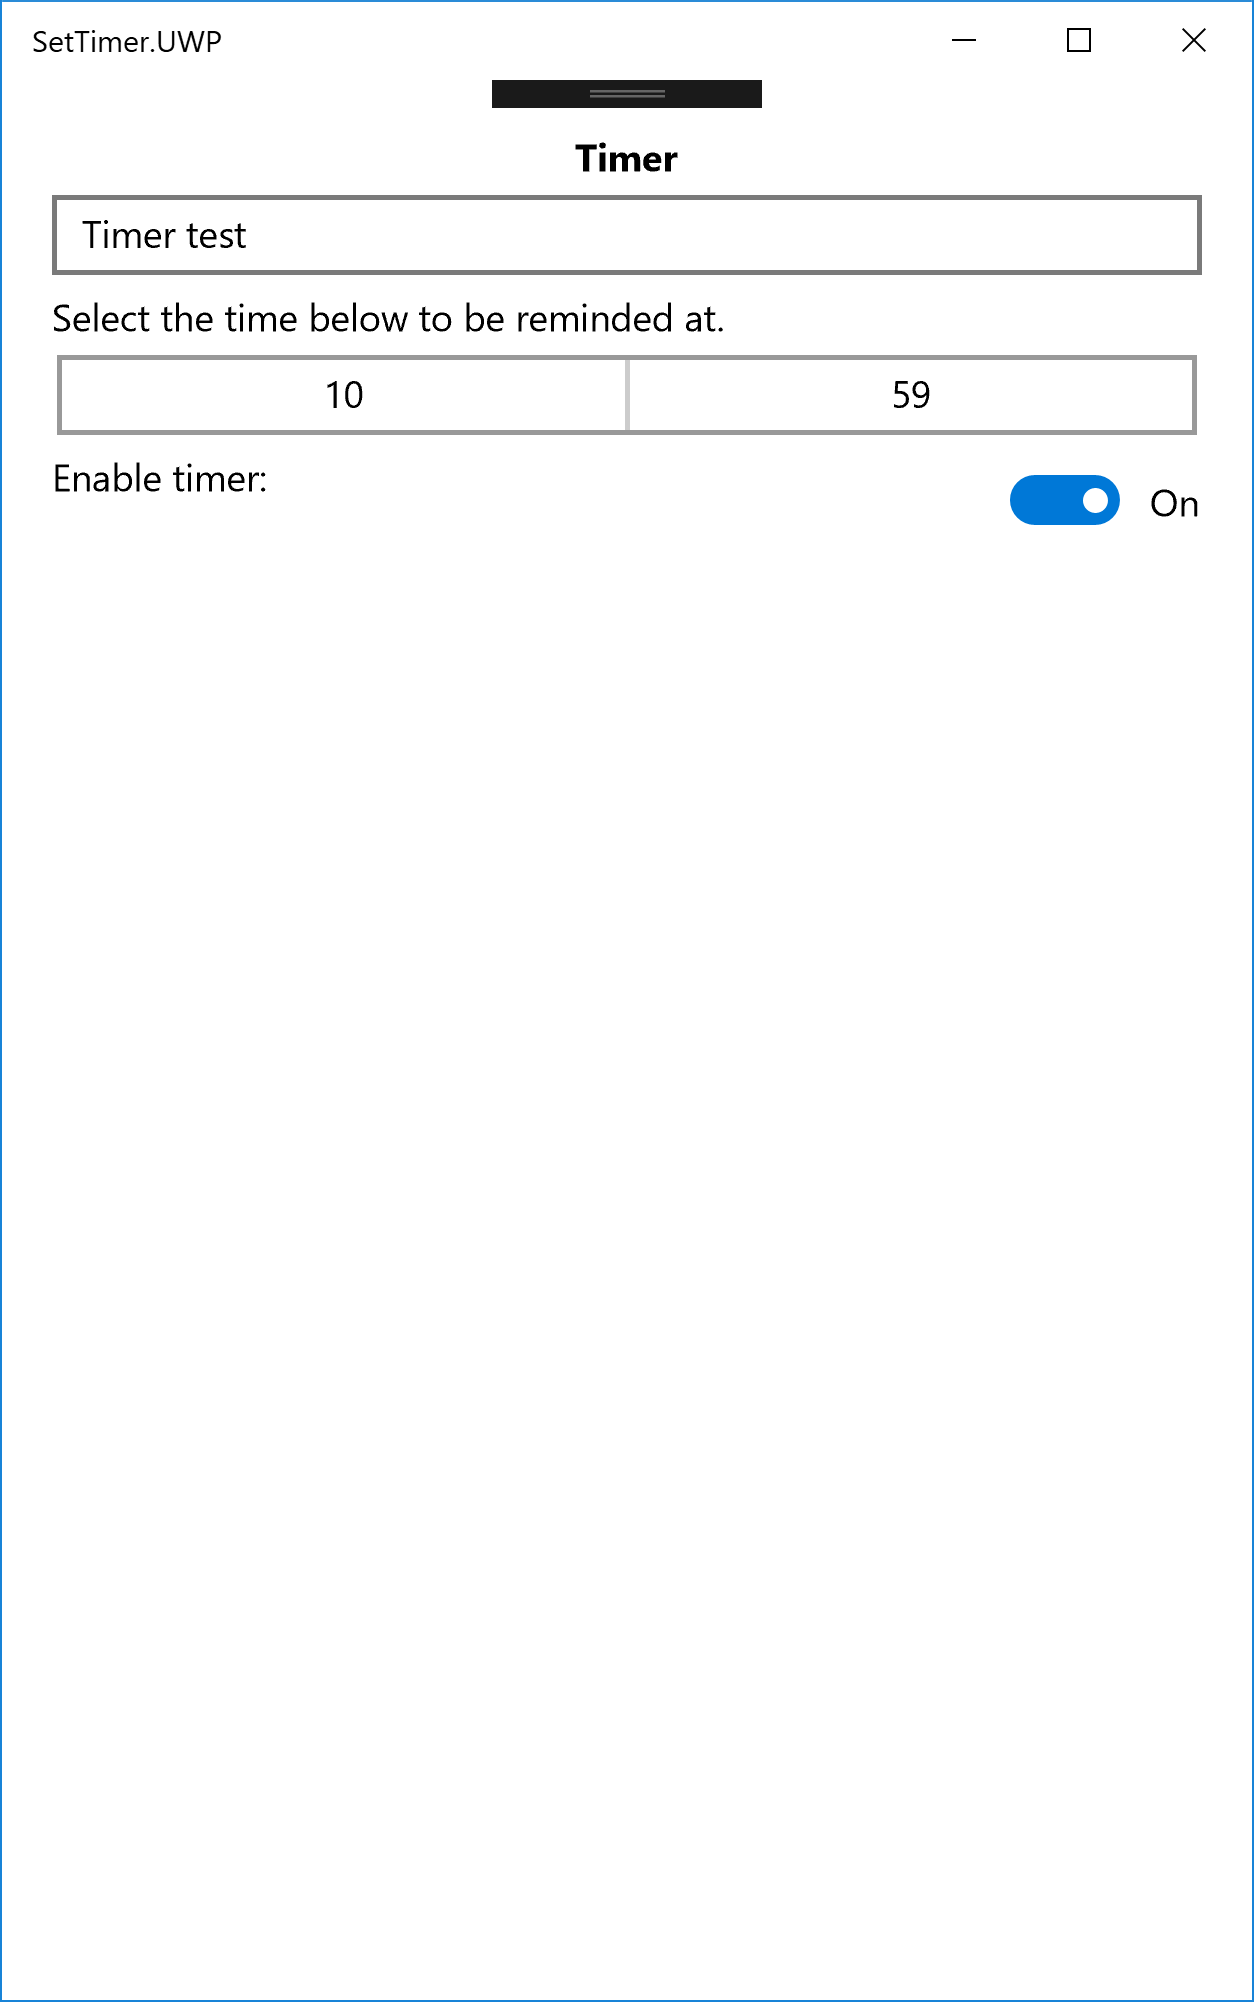 SetTimer.UWP
Timer
Timer test
Select the time below to be reminded at.
10 59
Enable timer:
On